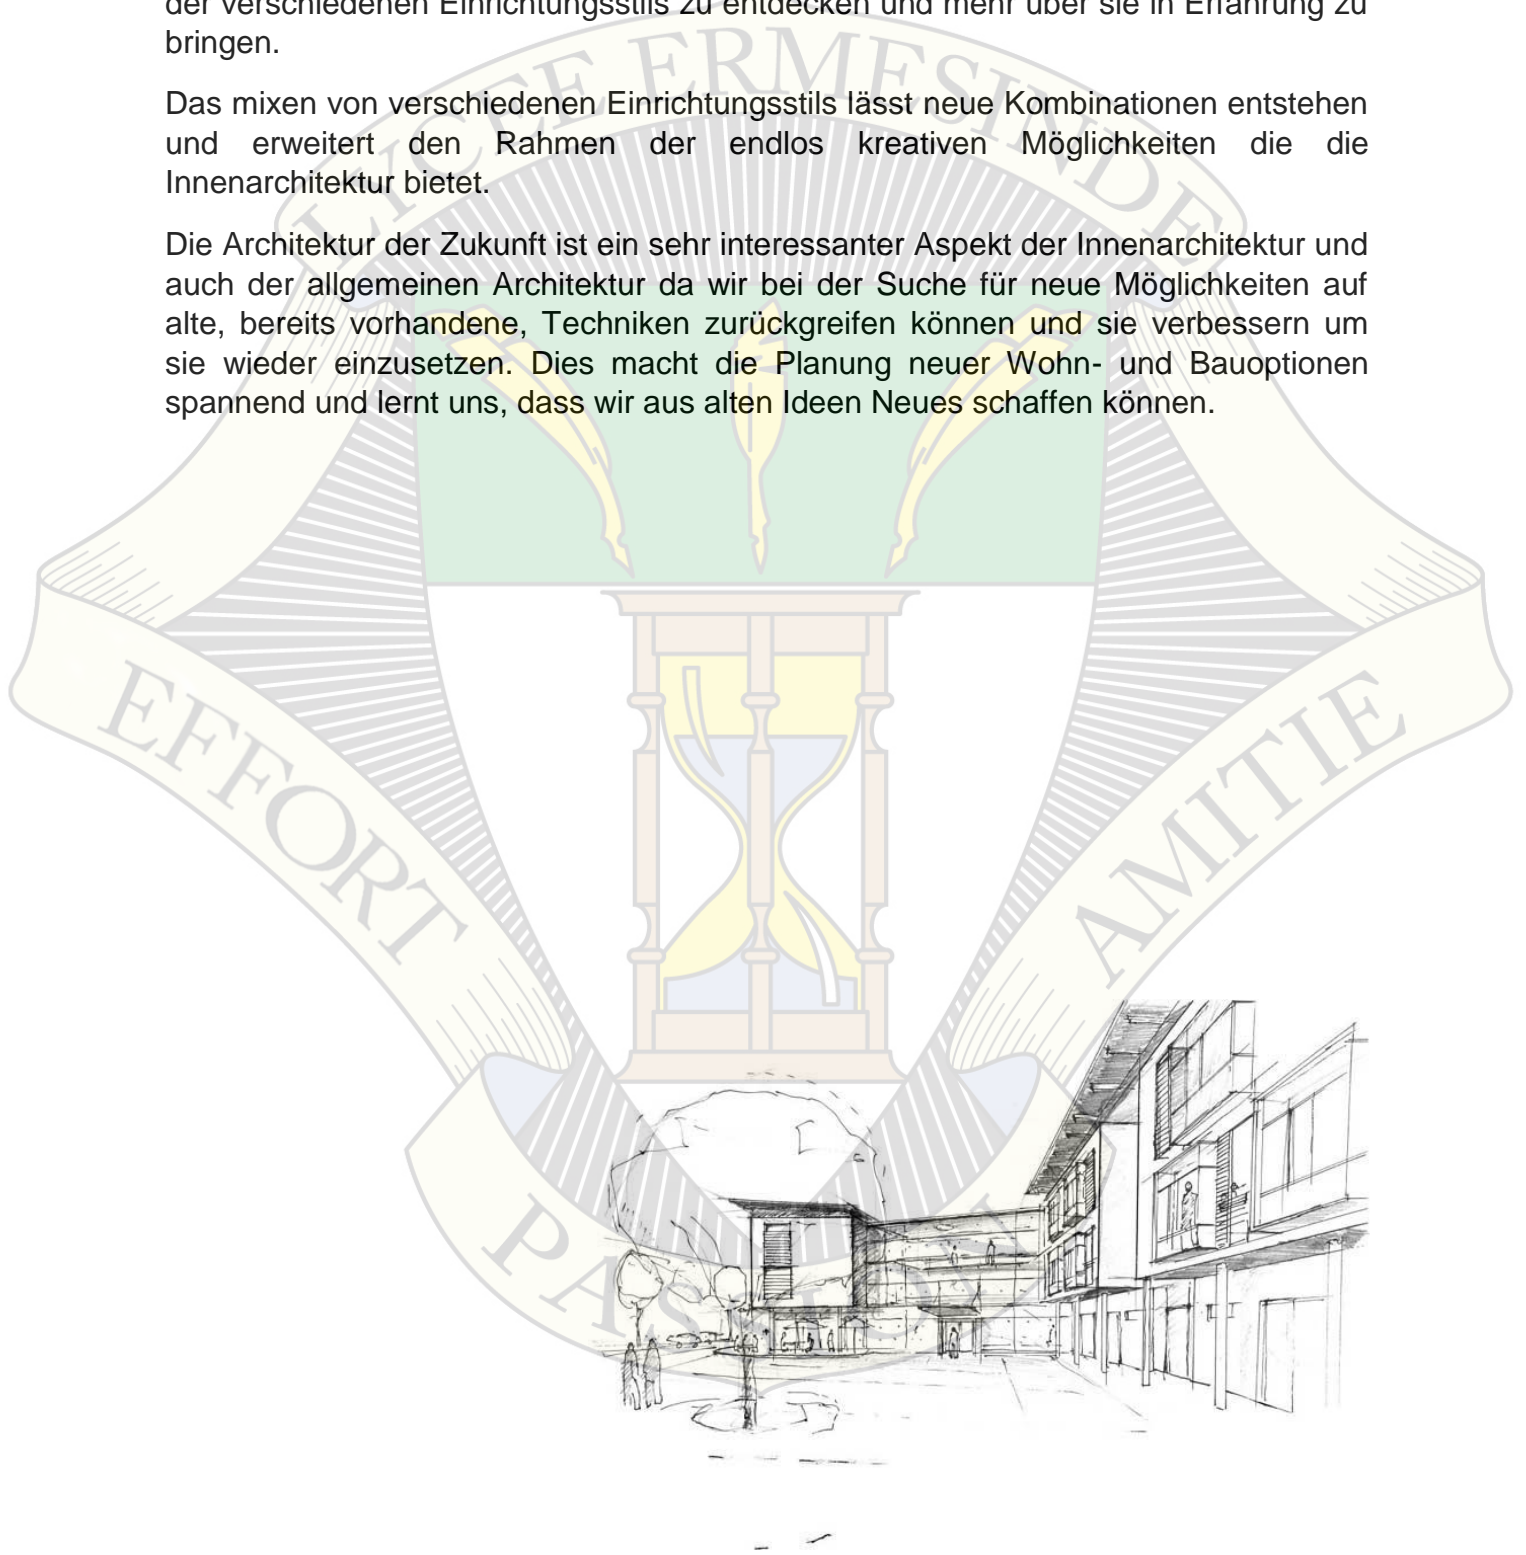 der verschiedenen Einrichtungsstils zu entdecken und mehr über sie in Erfahrung zu
bringen.
Das mixen von verschiedenen Einrichtungsstils lässt neue Kombinationen entstehen
und erweitert den Rahmen der endlos kreativen Möglichkeiten die die
Innenarchitektur bietet.
Die Architektur der Zukunft ist ein sehr interessanter Aspekt der Innenarchitektur und
auch der allgemeinen Architektur da wir bei der Suche für neue Möglichkeiten auf
alte, bereits vorhandene, Techniken zurückgreifen können und sie verbessern um
sie wieder einzusetzen. Dies macht die Planung neuer Wohn- und Bauoptionen
spannend und lernt uns, dass wir aus alten Ideen Neues schaffen können.
LYCEE ERMESINDE
EFFORT
AMITIE
PASSION